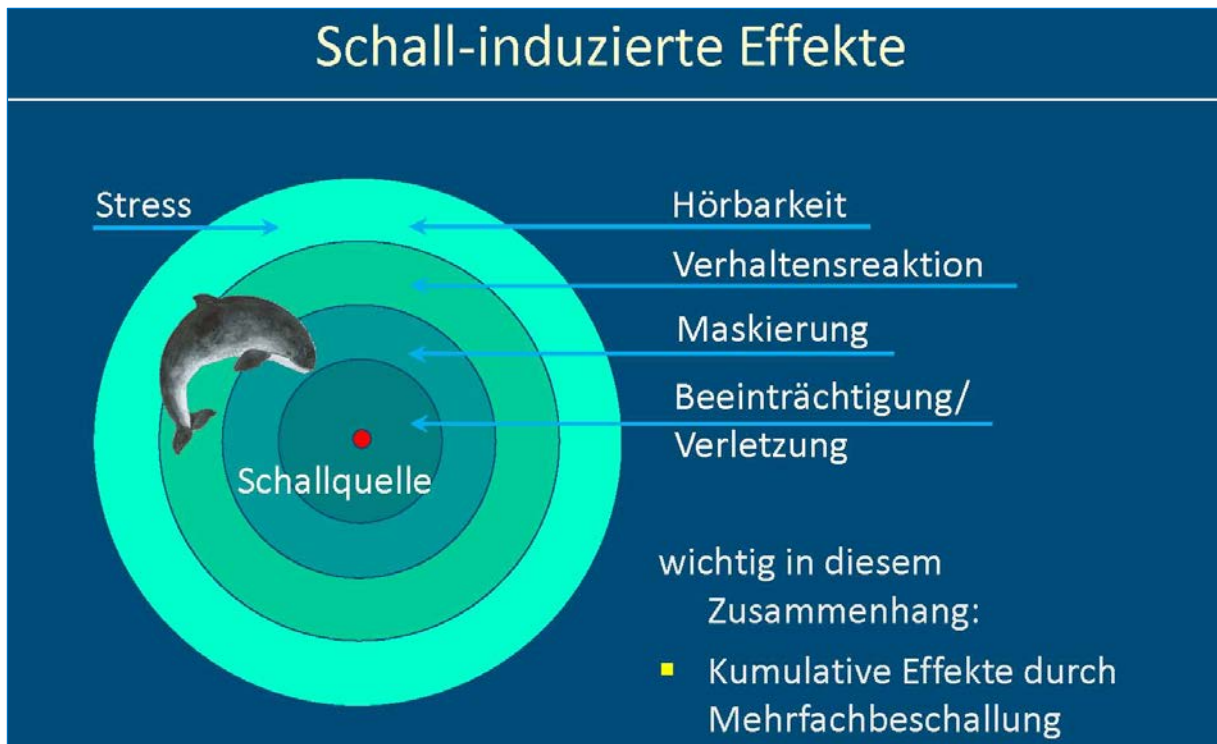 Schall-induzierte Effekte
Stress
Hörbarkeit
Verhaltensreaktion
Maskierung
Beeinträchtigung/
Verletzung
Schallquelle
wichtig in diesem
Zusammenhang:
Kumulative Effekte durch
Mehrfachbeschallung